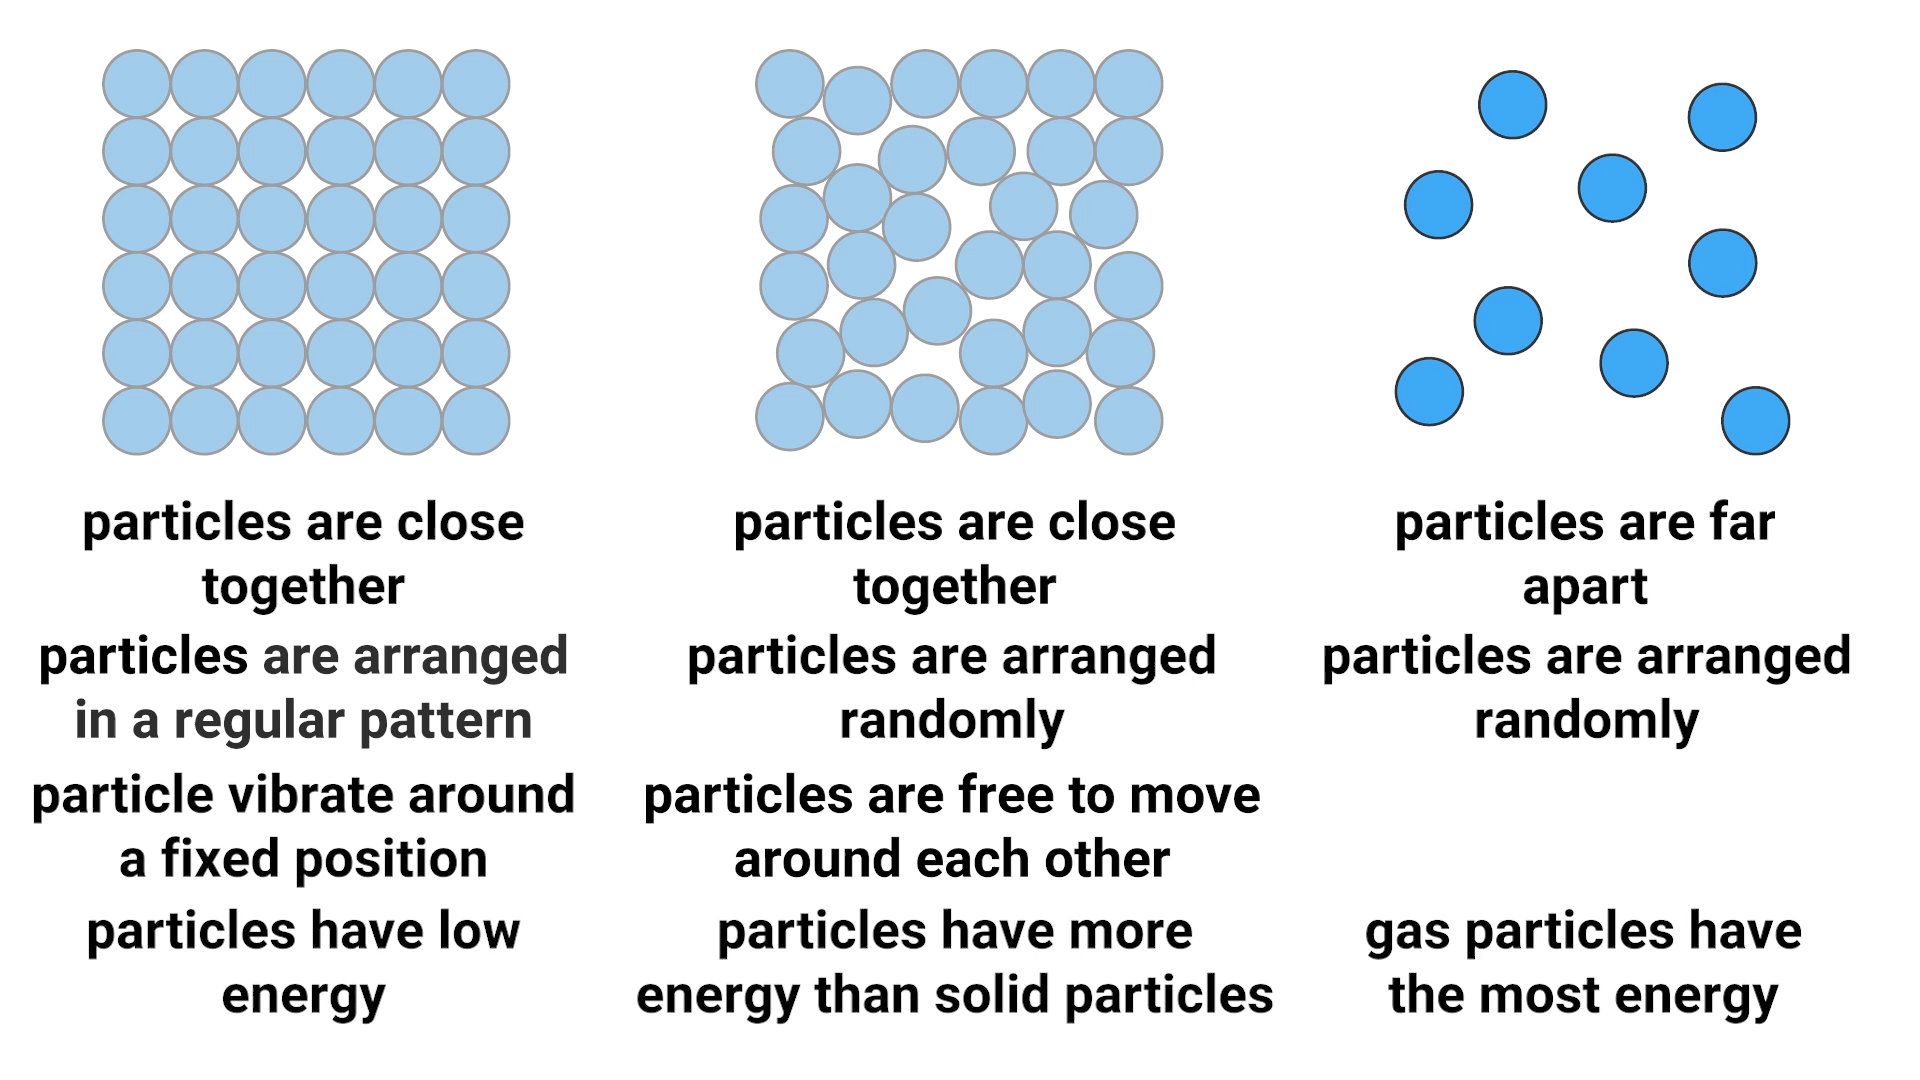 particles are close
together
particles are arranged
in a regular pattern
particle vibrate around
a fixed position
particles have low
energy
particles are close
together
particles are arranged
randomly
particles are free to move
around each other
particles have more
energy than solid particles
particles are far
apart
particles are arranged
randomly
gas particles have
the most energy